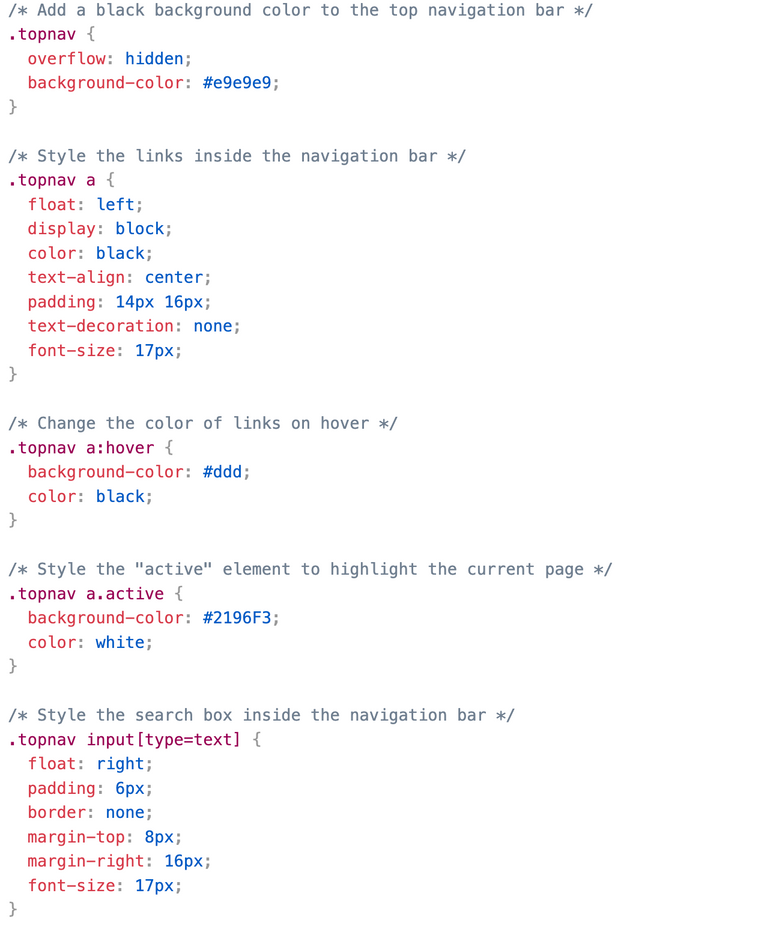 /* Add a black background color to the top navigation bar */
.topnav {
  overflow: hidden;
  background-color: #e9e9e9;
}

/* Style the links inside the navigation bar */
.topnav a {
  float: left;
  display: block;
  color: black;
  text-align: center;
  padding: 14px 16px;
  text-decoration: none;
  font-size: 17px;
}

/* Change the color of links on hover */
.topnav a:hover {
  background-color: #ddd;
  color: black;
}

/* Style the "active" element to highlight the current page */
.topnav a.active {
  background-color: #2196F3;
  color: white;
}

/* Style the search box inside the navigation bar */
.topnav input[type=text] {
  float: right;
  padding: 6px;
  border: none;
  margin-top: 8px;
  margin-right: 16px;
  font-size: 17px;
}